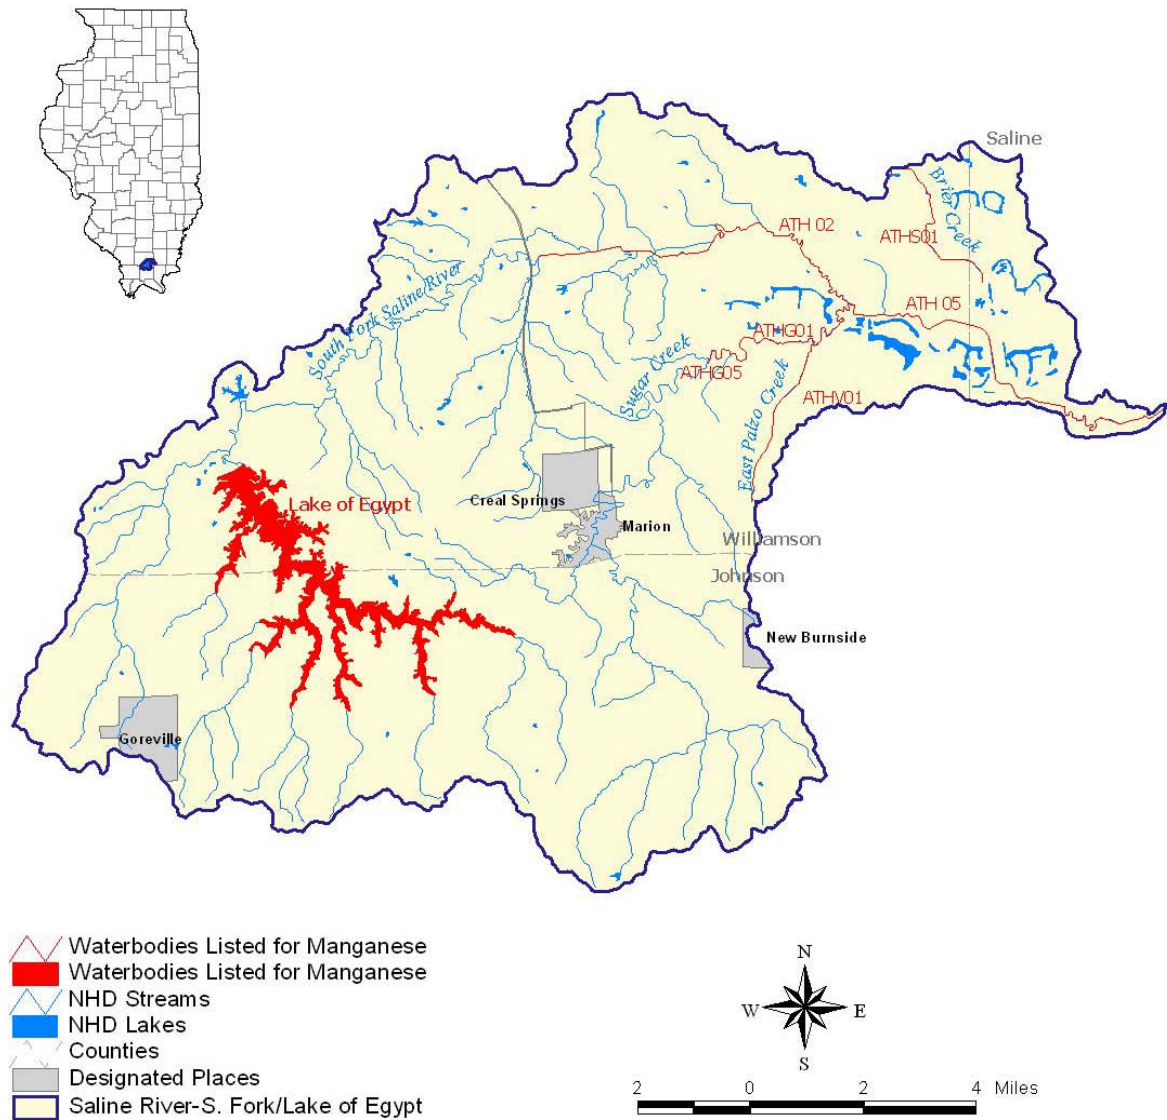 Saline
Brier Creek
ATH 02
ATHS01
South Fork Saline River
ATH 05
ATHG01
ATHG05
Sugar Creek
East Palzo Creek
ATHV01
Lake of Egypt
Creal Springs
Marion
Williamson
Johnson
New Burnside
Goreville
Waterbodies Listed for Manganese
Waterbodies Listed for Manganese
NHD Streams
NHD Lakes
Counties
Designated Places
Saline River-S. Fork/Lake of Egypt
N
W E
S
2 0 2 4 Miles